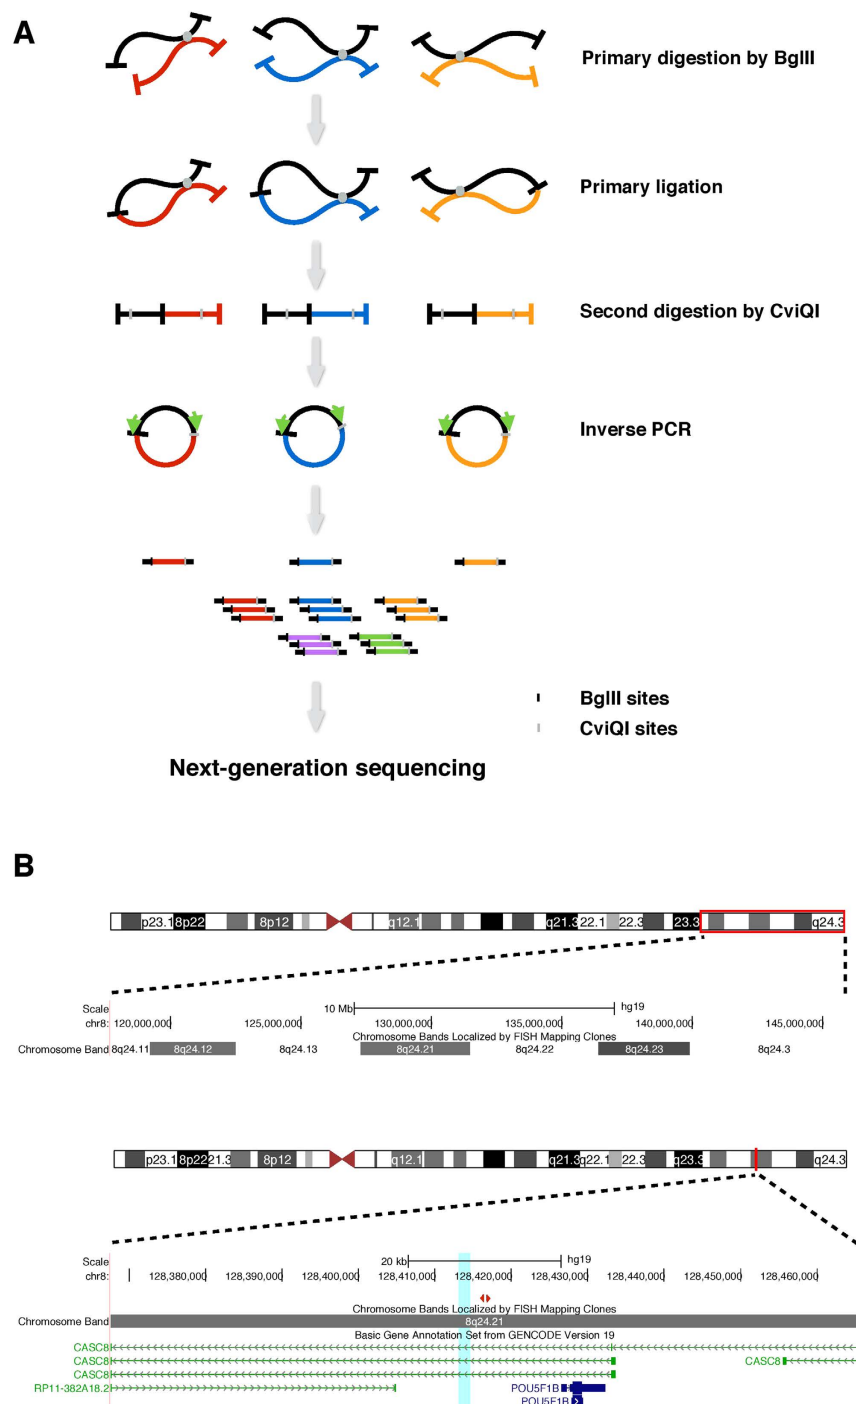 A
Primary digestion by BglII
Primary ligation
Second digestion by CviQI
Inverse PCR
BglII sites
CviQI sites
Next-generation sequencing
B
p23.1 8p22 8p12 q12.1 q21.3 22.1 22.3 23.3 q24.3
Scale 10 Mb hg19
chr8: 120,000,000 125,000,000 130,000,000 135,000,000 140,000,000 145,000,000
Chromosome Bands Localized by FISH Mapping Clones
Chromosome Band 8q24.11 8q24.12 8q24.13 8q24.21 8q24.22 8q24.23 8q24.3
p23.1 8p22 21.3 8p12 q12.1 q21.3 q22.1 22.3 q23.3 q24.3
Scale 20 kb hg19
chr8: 128,380,000 128,390,000 128,400,000 128,410,000 128,420,000 128,430,000 128,440,000 128,450,000 128,460,000
Chromosome Bands Localized by FISH Mapping Clones
Chromosome Band 8q24.21
Basic Gene Annotation Set from GENCODE Version 19
CASC8
CASC8 CASC8
CASC8
RP11-382A18.2 POU5F1B
POU5F1B